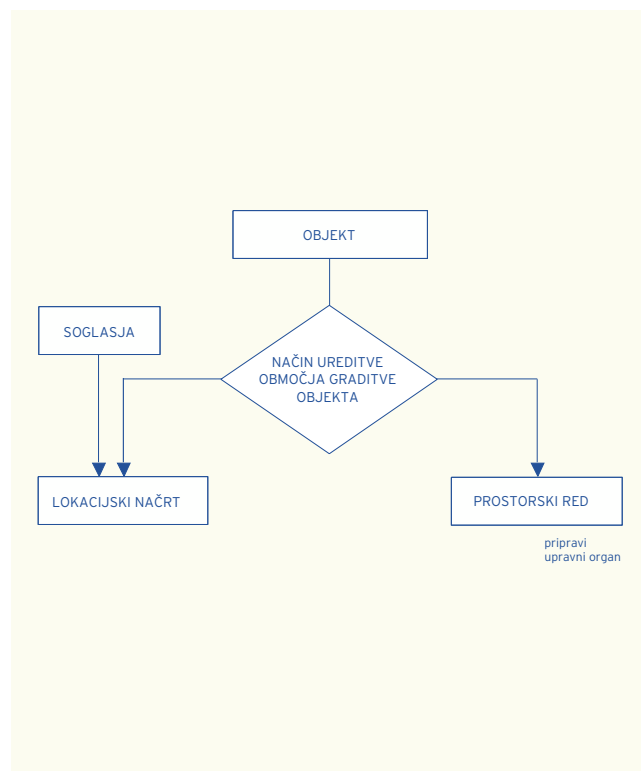 OBJEKT
SOGLASJA
NAČIN UREDITVE
OBMOČJA GRADITVE
OBJEKTA
LOKACIJSKI NAČRT
PROSTORSKI RED
pripravi
upravni organ